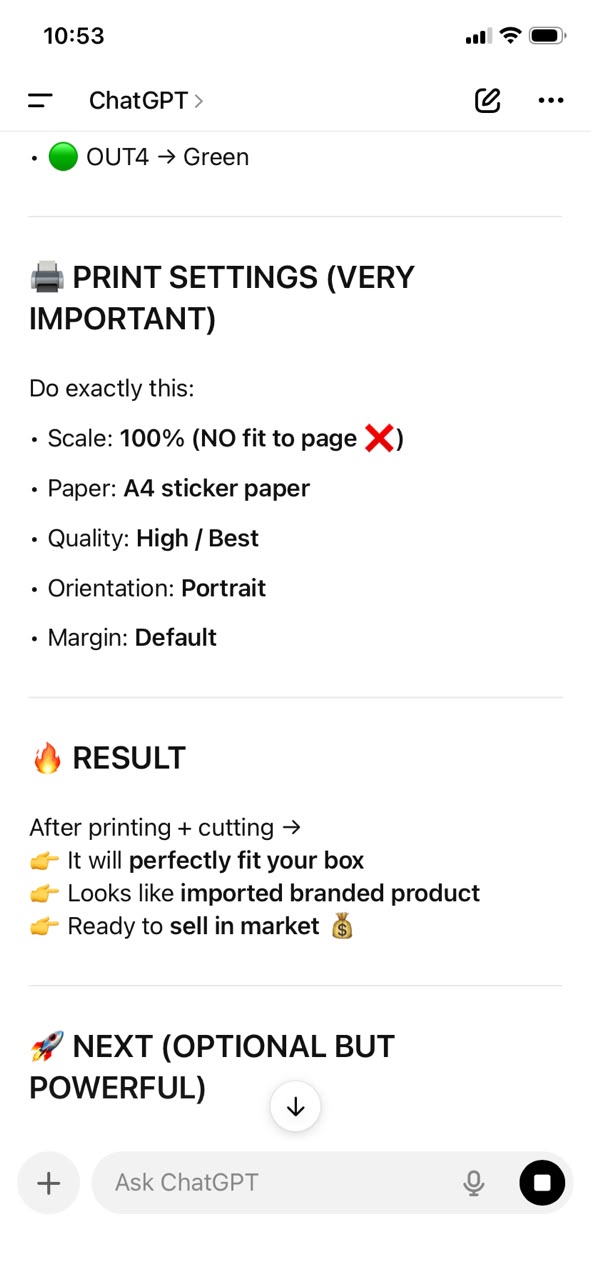 10:53
ChatGPT >
• 🟢 OUT4 → Green
🖨️ PRINT SETTINGS (VERY
IMPORTANT)
Do exactly this:
• Scale: 100% (NO fit to page ❌)
• Paper: A4 sticker paper
• Quality: High / Best
• Orientation: Portrait
• Margin: Default
🔥 RESULT
After printing + cutting →
👉 It will perfectly fit your box
👉 Looks like imported branded product
👉 Ready to sell in market 💰
🚀 NEXT (OPTIONAL BUT
POWERFUL)
Ask ChatGPT